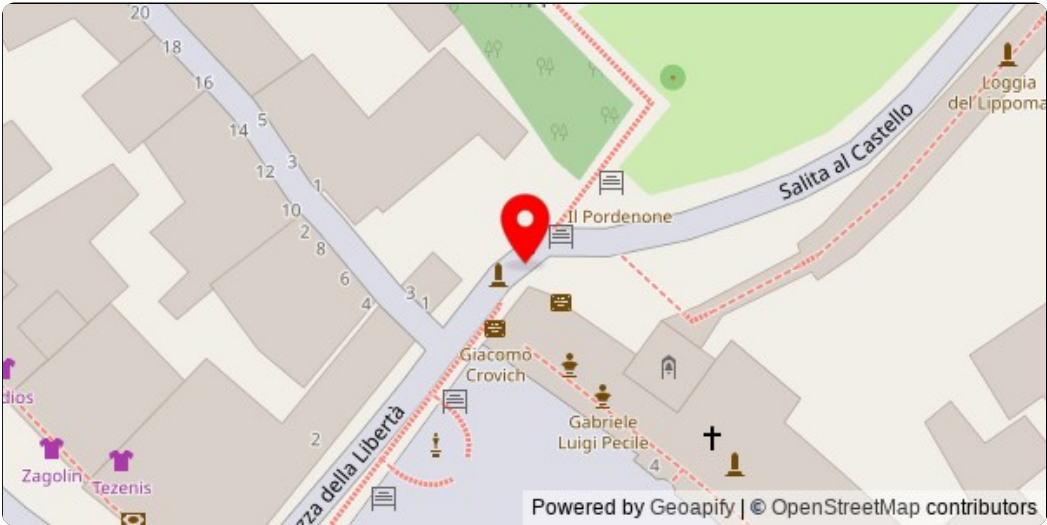 20
18
16
14
5
12
3
1
10
2
8
6
4
3
1
Loggia
del Lippoma
Salita al Castello
Il Pordenone
Giacomo
Crovich
Gabriele
Luigi Pecile
4
2
zza della Libertà
dios
Zagolin
Tezenis
Powered by Geoapify | © OpenStreetMap contributors